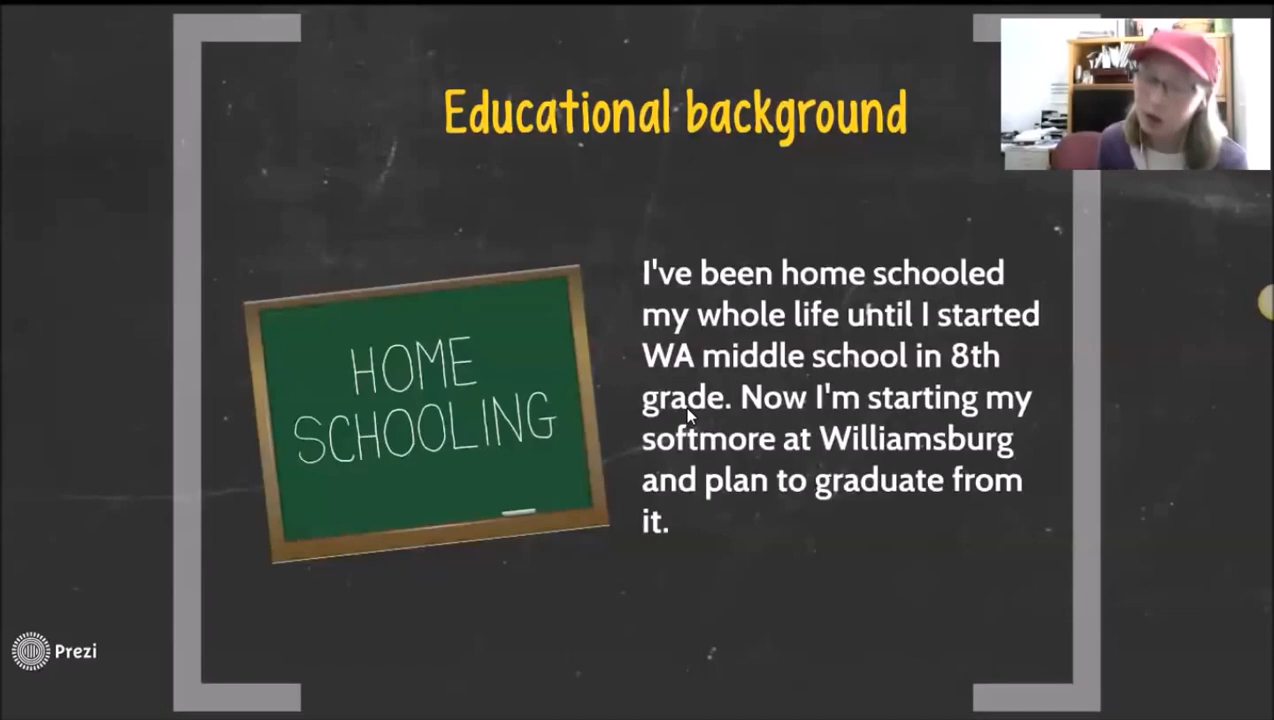 Educational background
HOME
SCHOOLING
I've been home schooled
my whole life until I started
WA middle school in 8th
grade. Now I'm starting my
softmore at Williamsburg
and plan to graduate from
it.
Prezi